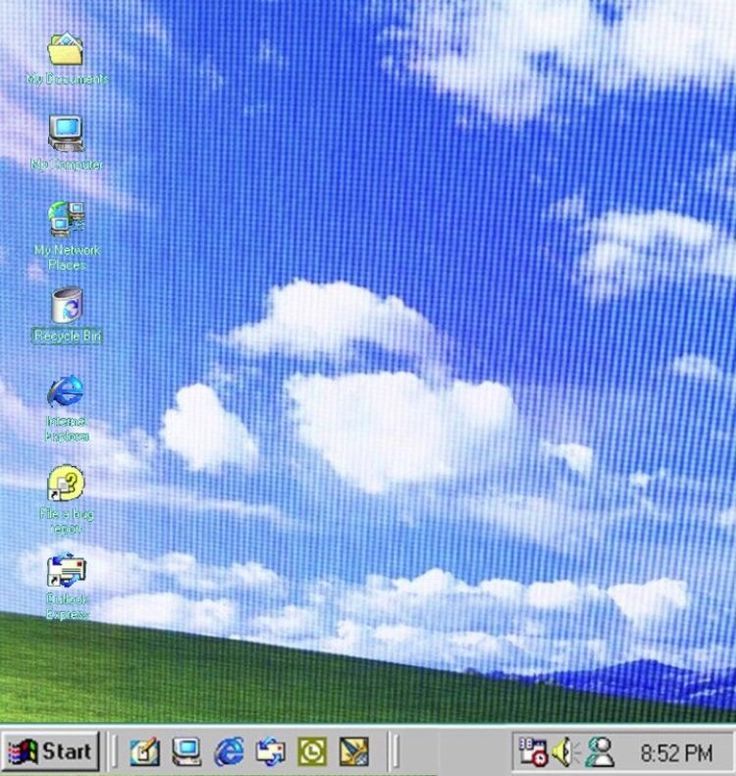 My Documents
My Computer
My Network
Places
Recycle Bin
Internet
Explorer
File a bug
report
Outlook
Express
Start
8:52 PM